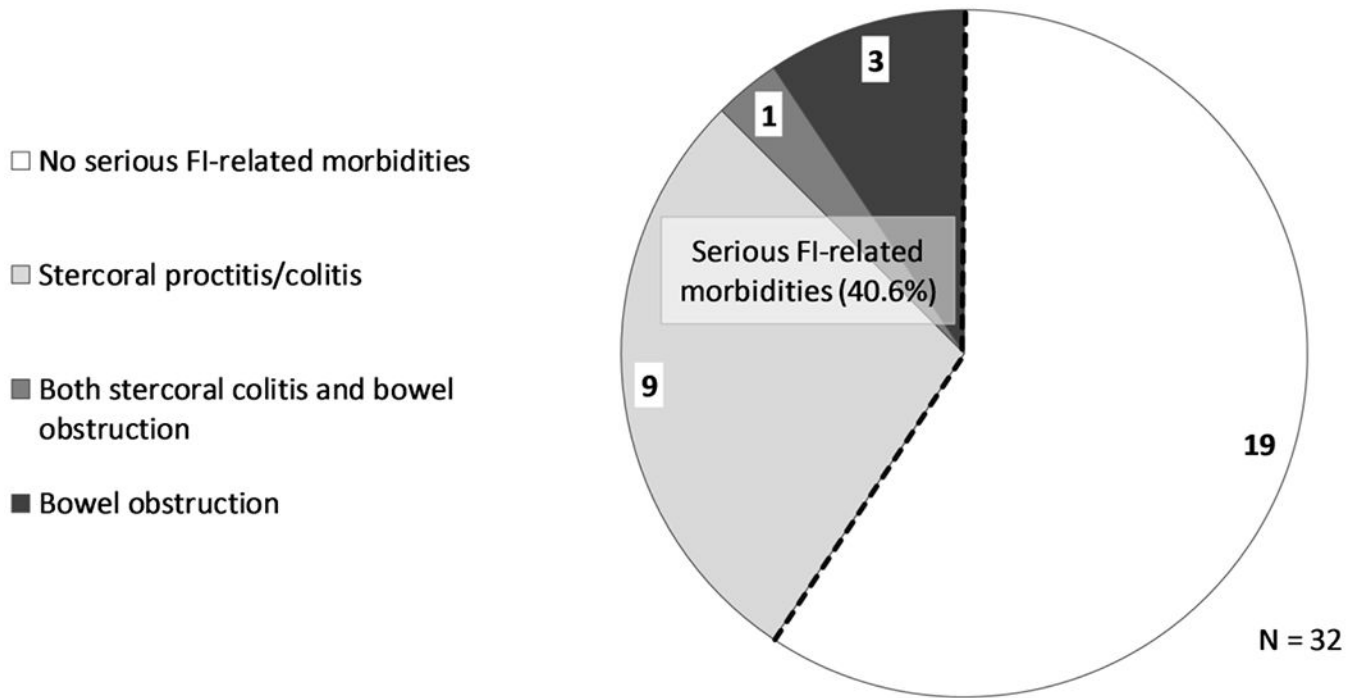 No serious FI-related morbidities
Stercoral proctitis/colitis
Both stercoral colitis and bowel
obstruction
Bowel obstruction
3
1
Serious FI-related
morbidities (40.6%)
9
19
N = 32